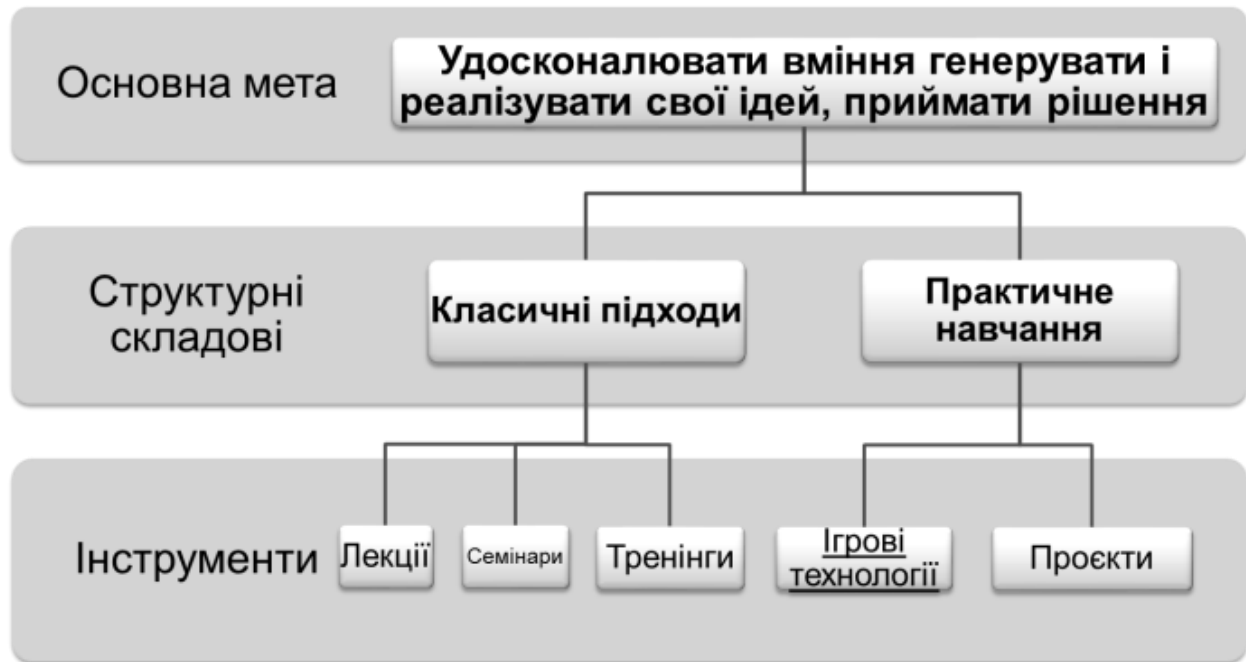 Основна мета
Удосконалювати вміння генерувати і
реалізувати свої ідей, приймати рішення
Структурні
складові
Класичні підходи
Практичне
навчання
Інструменти
Лекції
Семінари
Тренінги
Ігрові
технології
Проєкти